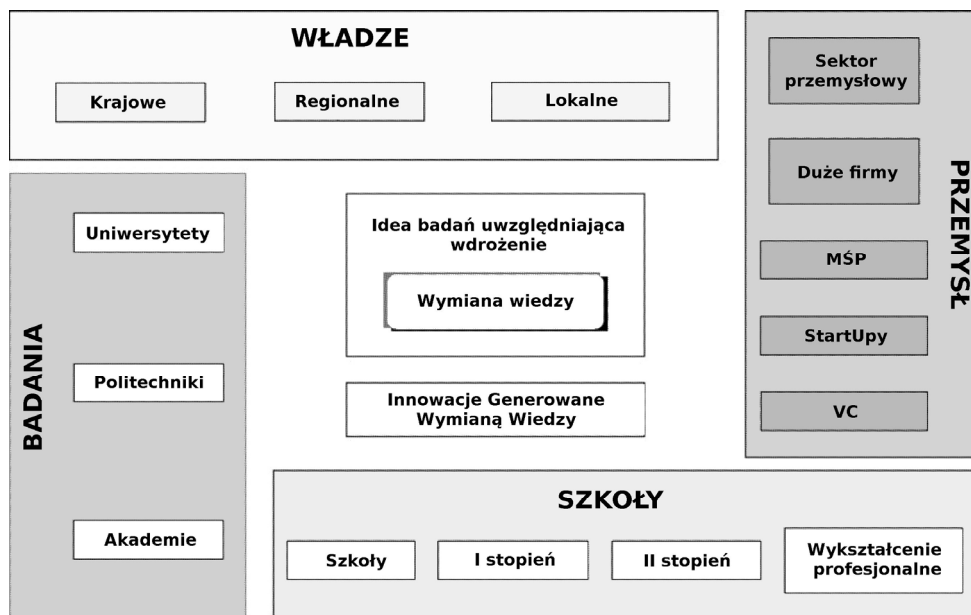 WŁADZE
Krajowe
Regionalne
Lokalne
Sektor
przemysłowy
Duże firmy
MŚP
StartUpy
VC
PRZEMYSŁ
BADANIA
Uniwersytety
Politechniki
Akademie
Idea badań uwzględniająca
wdrożenie
Wymiana wiedzy
Innowacje Generowane
Wymianą Wiedzy
SZKOŁY
Szkoły
I stopień
II stopień
Wykształcenie
profesjonalne